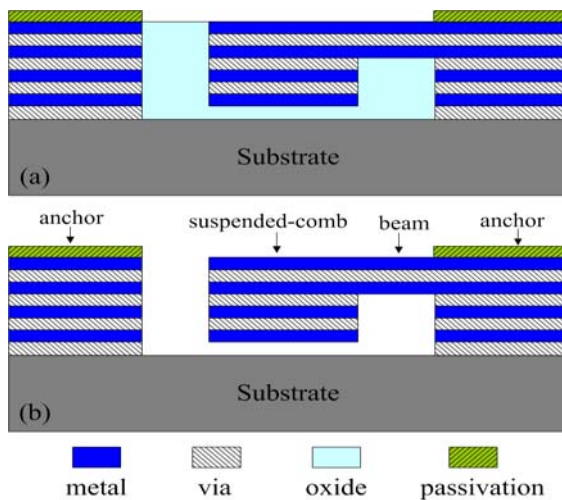 Substrate
(a)
anchor
suspended-comb
beam
anchor
Substrate
(b)
metal
via
oxide
passivation